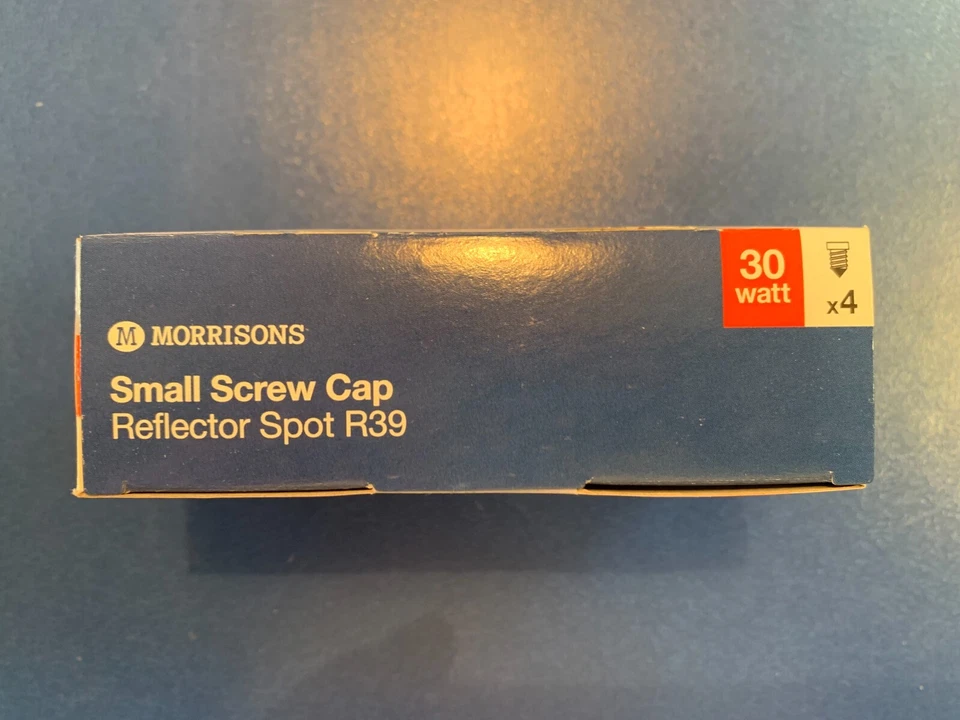 30
watt
x4
M MORRISONS
Small Screw Cap
Reflector Spot R39